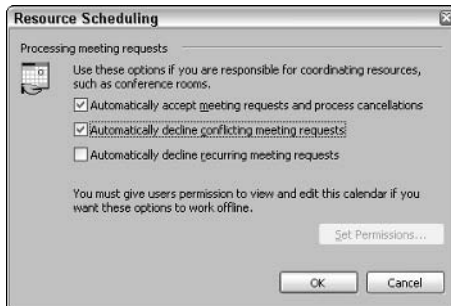 Resource Scheduling
Processing meeting requests
Use these options if you are responsible for coordinating resources,
such as conference rooms.
Automatically accept meeting requests and process cancellations
Automatically decline conflicting meeting requests
Automatically decline recurring meeting requests
You must give users permission to view and edit this calendar if you
want these options to work offline.
Set Permissions...
OK Cancel